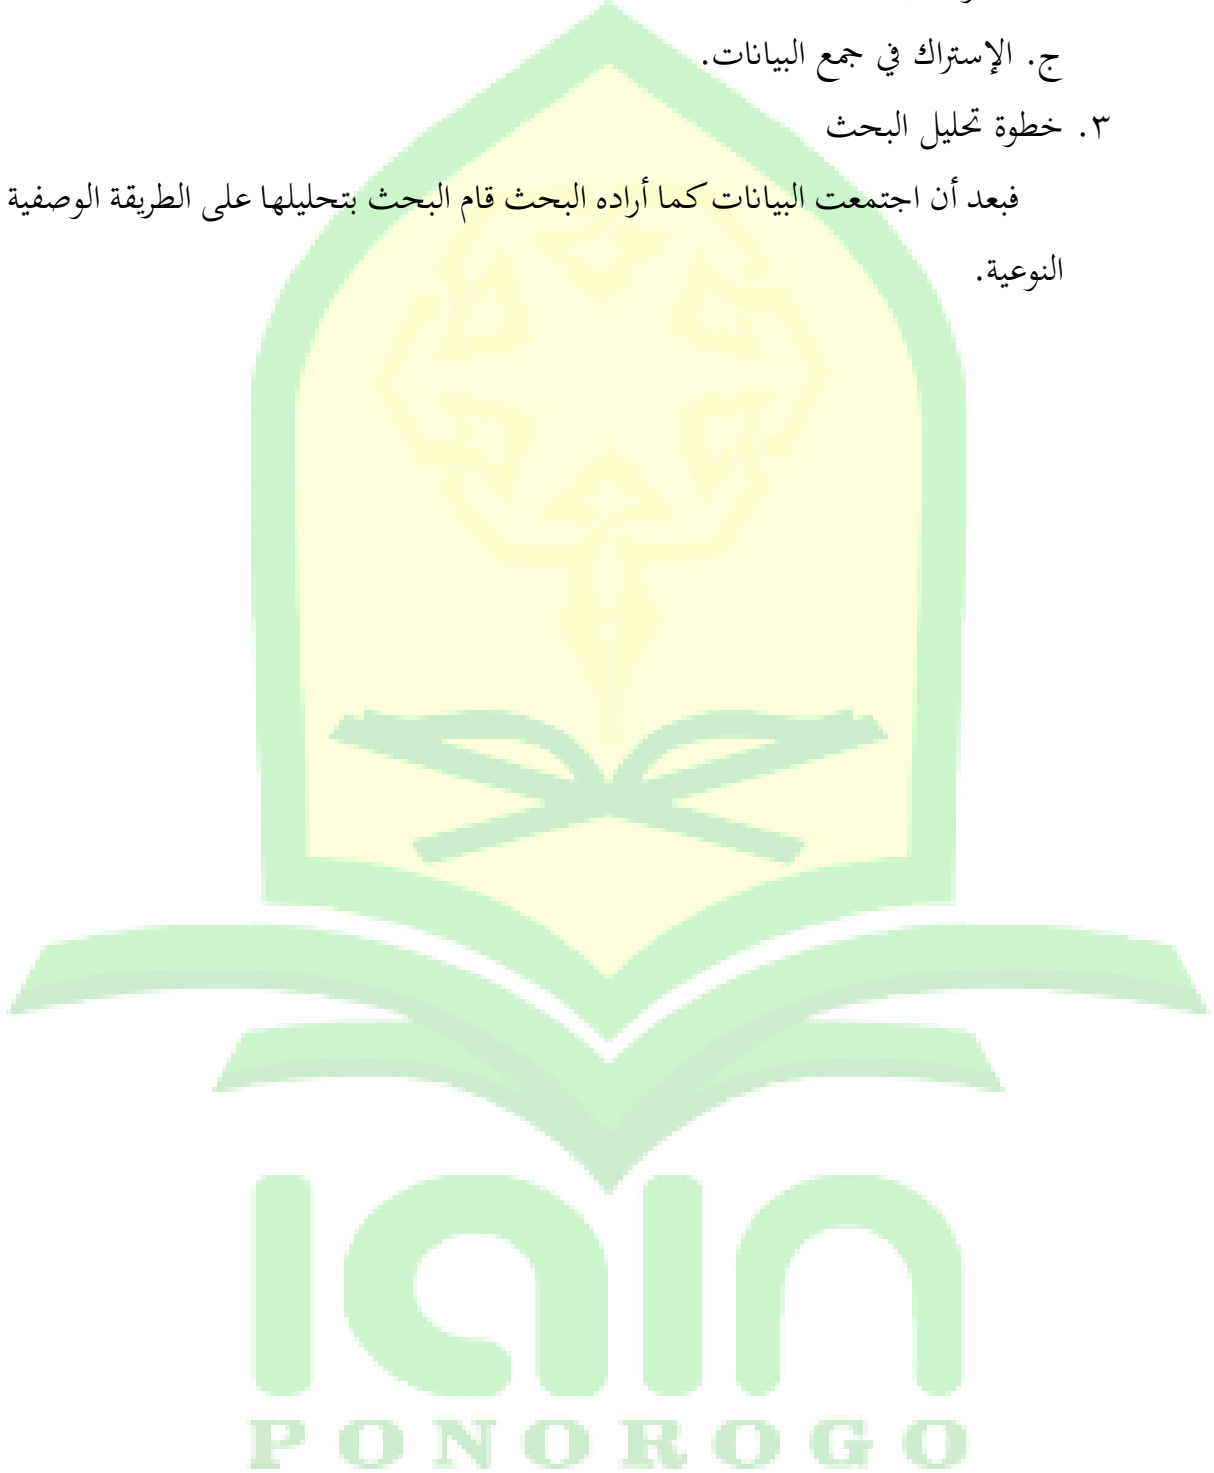 ج. الإستراك في جمع البيانات.
٣. خطوة تحليل البحث
فبعد أن اجتمعت البيانات كما أراده البحث قام البحث بتحليلها على الطريقة الوصفية
النوعية.
iain
PONOROGO